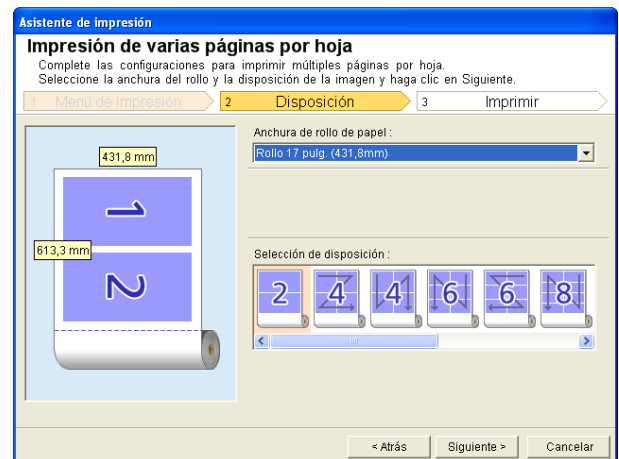 Asistente de impresión
Impresión de varias páginas por hoja
Complete las configuraciones para imprimir múltiples páginas por hoja.
Seleccione la anchura del rollo y la disposición de la imagen y haga clic en Siguiente.
1 Menú de impresión 2 Disposición 3 Imprimir
431,8 mm
613,3 mm
1
2
Anchura de rollo de papel :
Rollo 17 pulg. (431,8mm)
Selección de disposición :
2 4 4 6 6 8
< Atrás Siguiente > Cancelar